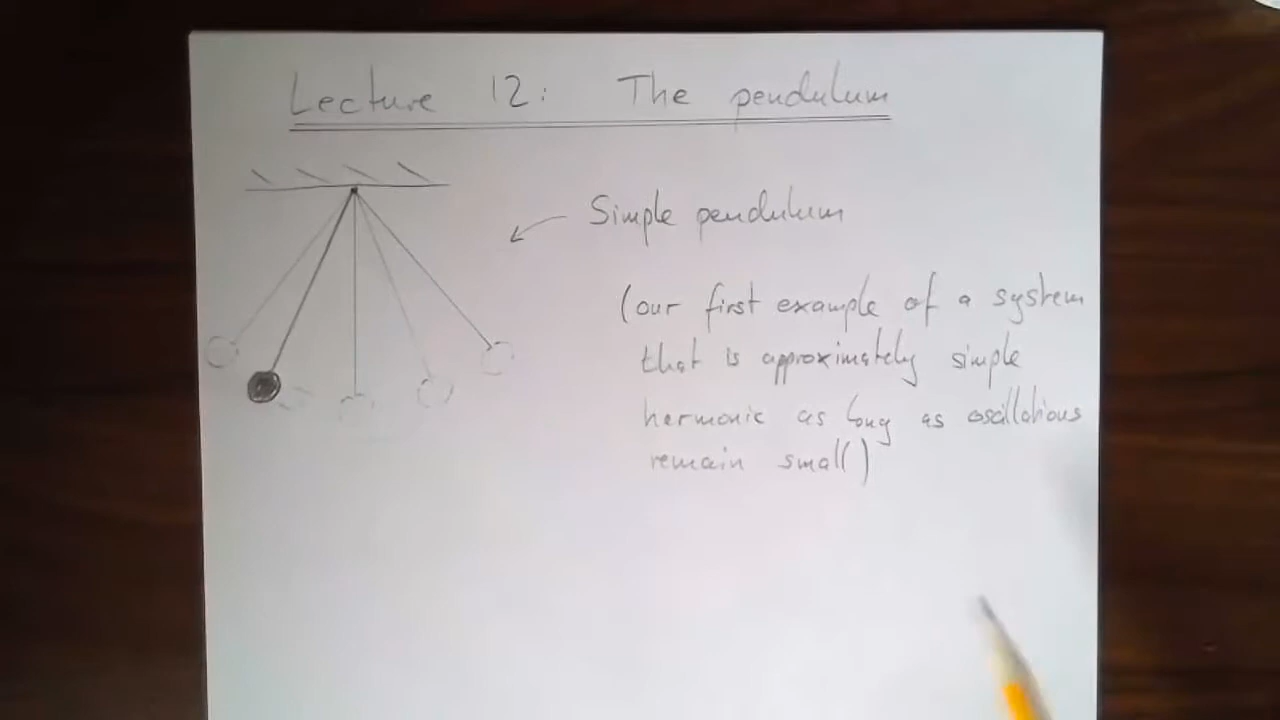 Lecture 12: The pendulum
Simple pendulum
(our first example of a system
that is approximately simple
harmonic as long as oscillations
remain small)